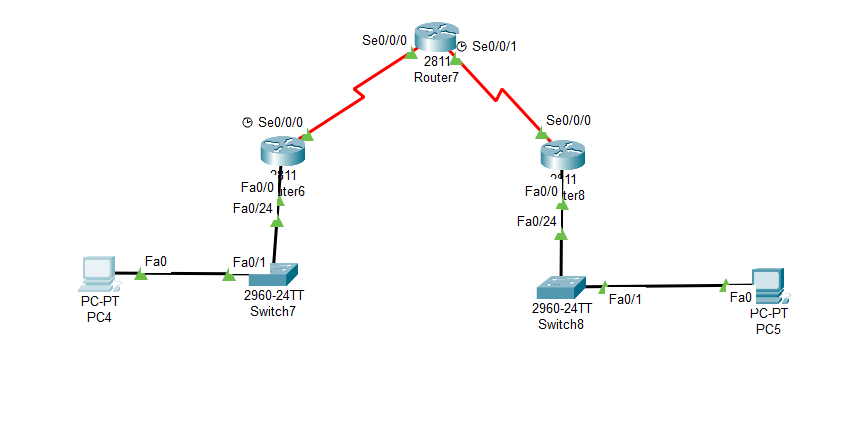 Se0/0/0
Se0/0/1
2811
Router7
Se0/0/0
Se0/0/0
Fa0/0
Fa0/0
Fa0/24
Fa0/24
Fa0
Fa0/1
PC-PT
PC4
2960-24TT
Switch7
Fa0/1
2960-24TT
Switch8
Fa0
PC-PT
PC5